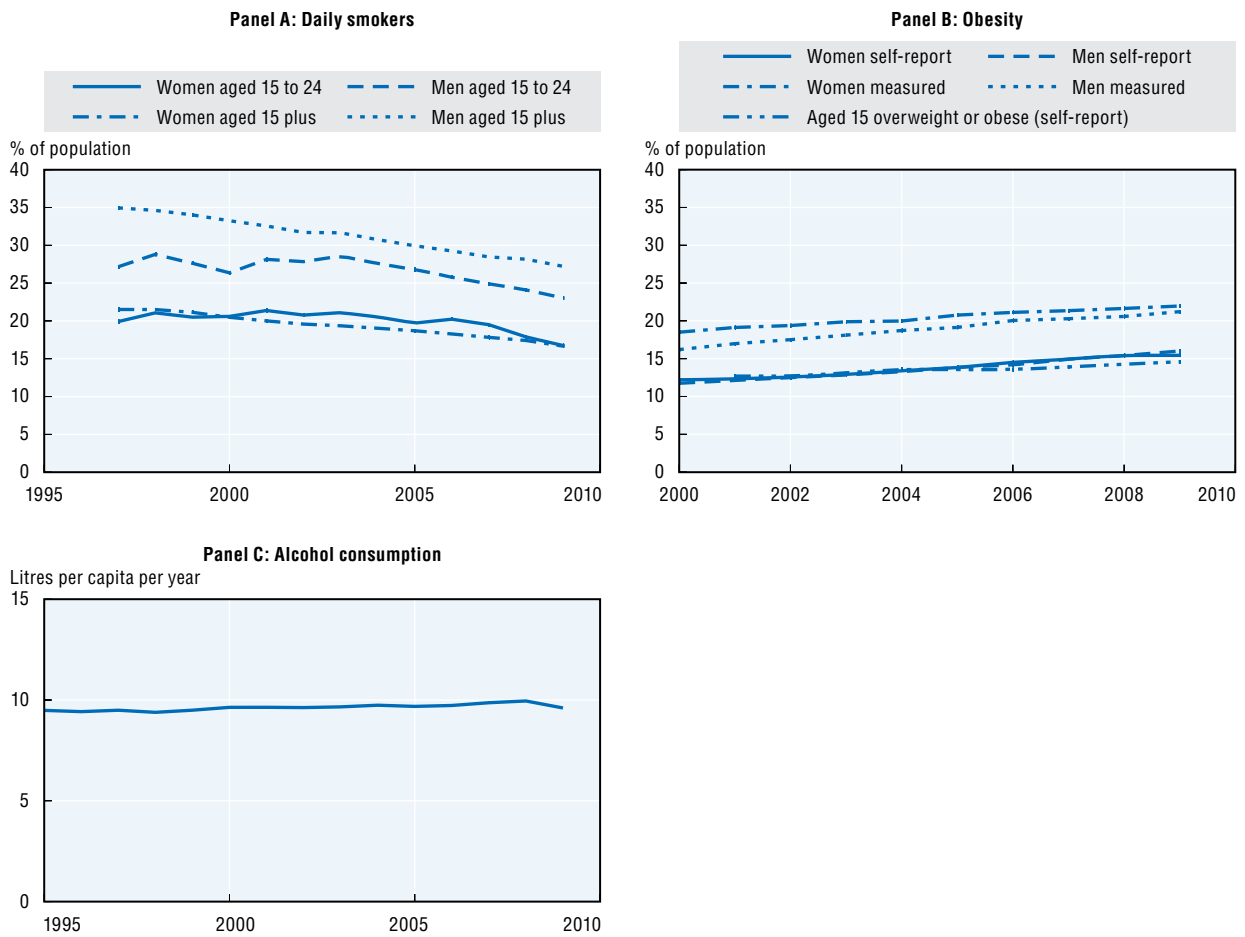 Panel A: Daily smokers
Women aged 15 to 24
Men aged 15 to 24
Women aged 15 plus
Men aged 15 plus
% of population
40
35
30
25
20
15
10
5
0
1995
2000
2005
2010
Panel B: Obesity
Women self-report
Men self-report
Women measured
Men measured
Aged 15 overweight or obese (self-report)
% of population
40
35
30
25
20
15
10
5
0
2000
2002
2004
2006
2008
2010
Panel C: Alcohol consumption
Litres per capita per year
15
10
5
0
1995
2000
2005
2010